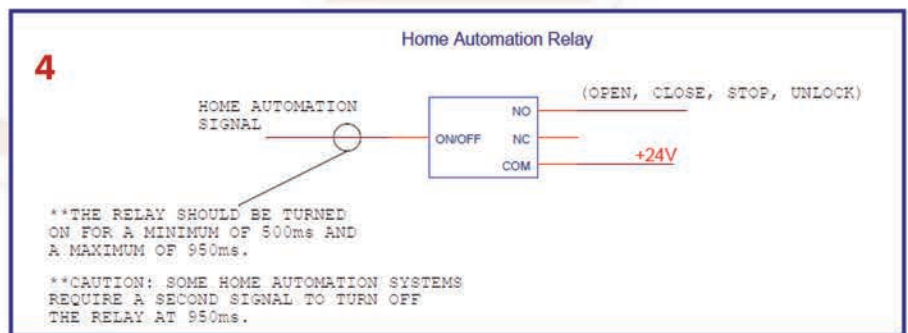 Home Automation Relay
4
HOME AUTOMATION
SIGNAL
(OPEN, CLOSE, STOP, UNLOCK)
NO
ON/OFF
NC
COM
+24V
**THE RELAY SHOULD BE TURNED
ON FOR A MINIMUM OF 500ms AND
A MAXIMUM OF 950ms.
**CAUTION: SOME HOME AUTOMATION SYSTEMS
REQUIRE A SECOND SIGNAL TO TURN OFF
THE RELAY AT 950ms.